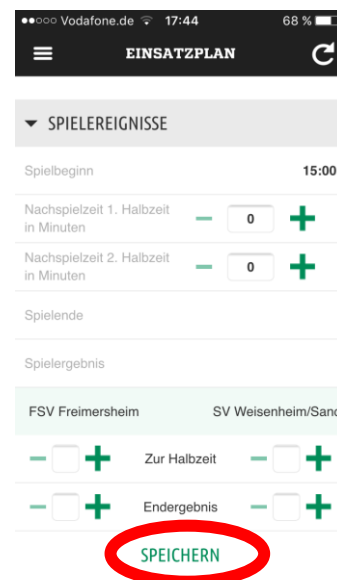 Vodafone.de 17:44 68 %
EINSATZPLAN
SPIELEREIGNISSE
Spielbeginn 15:00
Nachspielzeit 1. Halbzeit
in Minuten
− 0 +
Nachspielzeit 2. Halbzeit
in Minuten
− 0 +
Spielende
Spielergebnis
FSV Freimersheim SV Weisenheim/Sand
− + Zur Halbzeit − +
− + Endergebnis − +
SPEICHERN